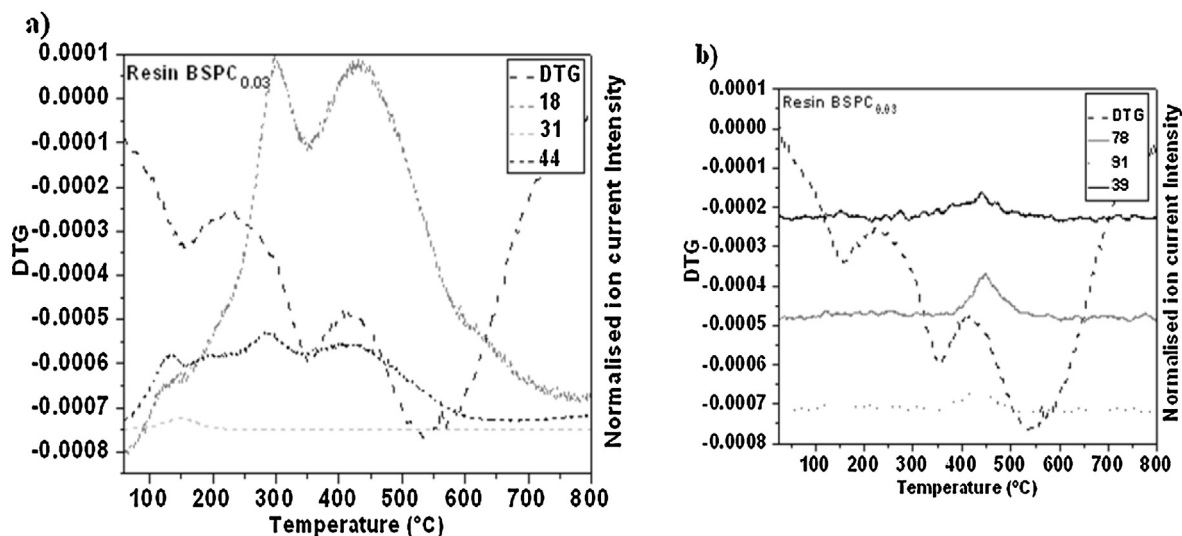 a)
0.0001
0.0000
-0.0001
-0.0002
-0.0003
-0.0004
-0.0005
-0.0006
-0.0007
-0.0008
DTG
Resin BSPC0.03
DTG
18
31
44
Normalised ion current Intensity
100 200 300 400 500 600 700 800
Temperature (°C)
b)
0.0001
0.0000
-0.0001
-0.0002
-0.0003
-0.0004
-0.0005
-0.0006
-0.0007
-0.0008
DTG
Resin BSPC0.03
DTG
78
91
39
Normalised ion current Intensity
100 200 300 400 500 600 700 800
Temperature (°C)